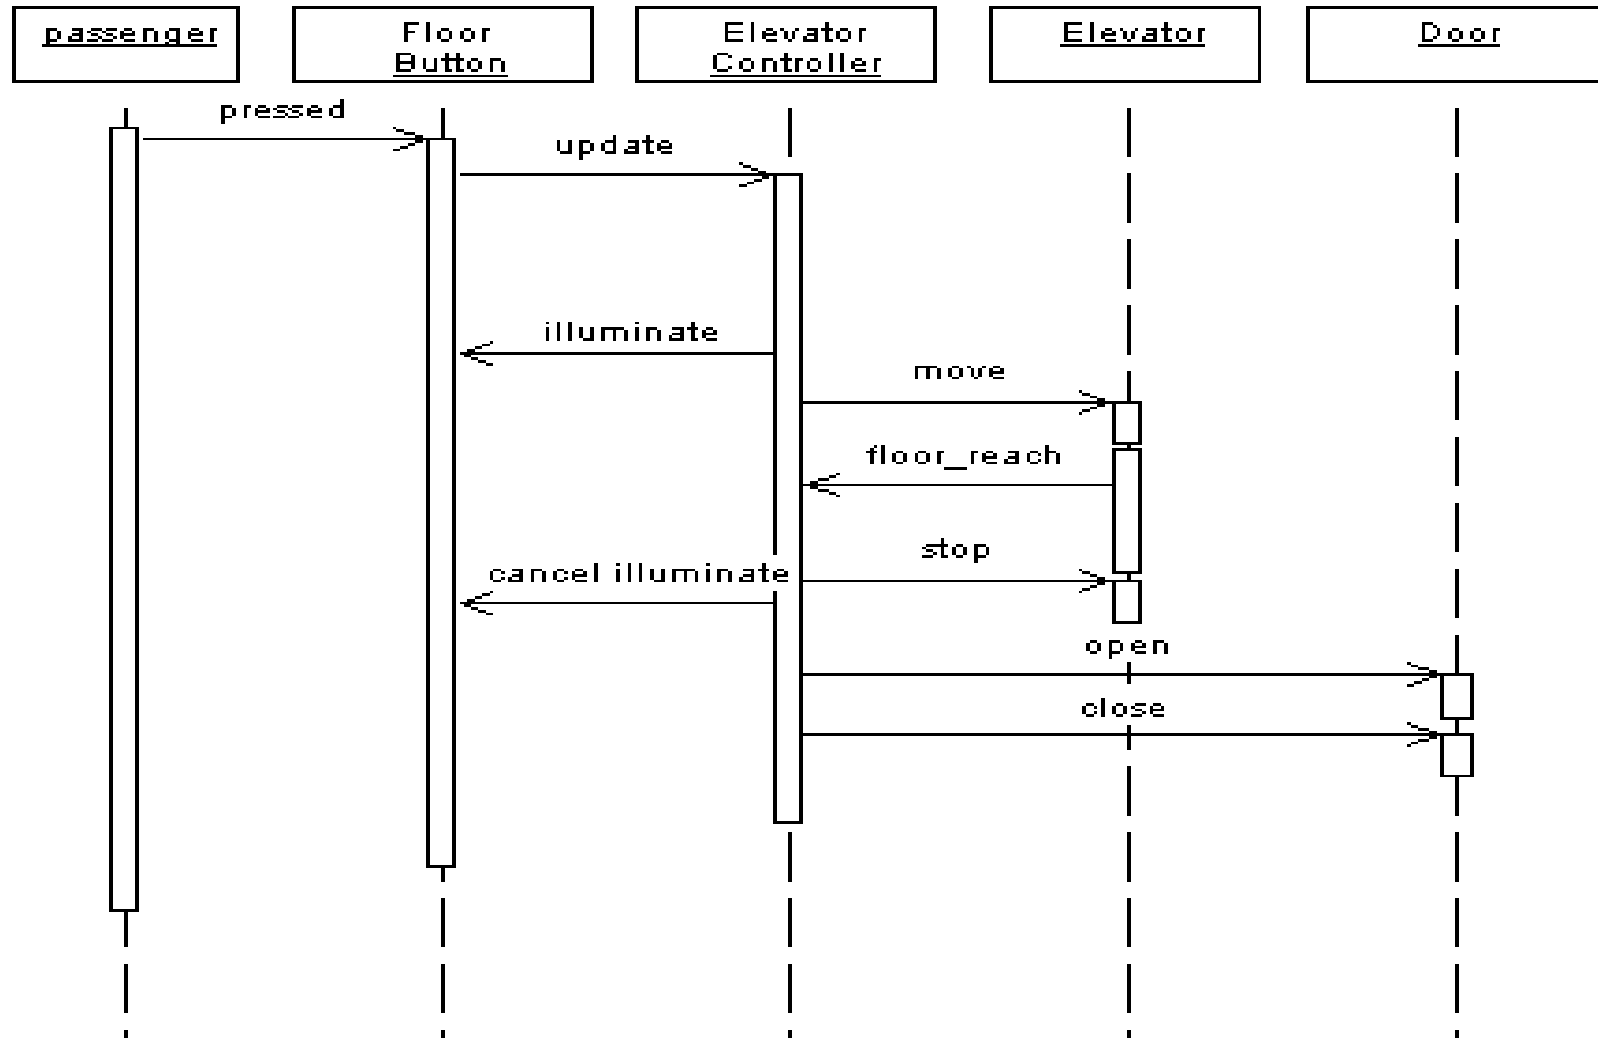 passenger
Floor
Button
Elevator
Controller
Elevator
Door
pressed
update
illuminate
move
floor_reach
stop
cancel illuminate
open
close